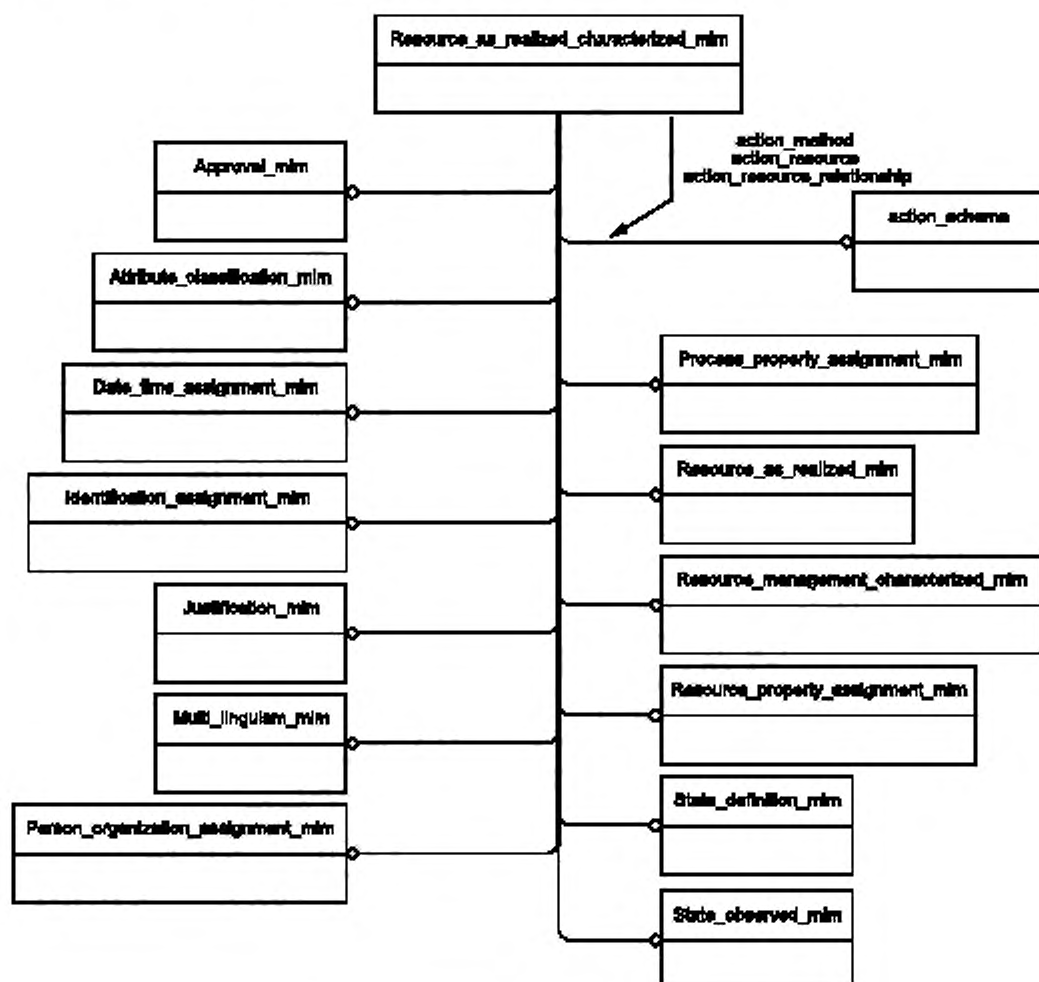 Resource_as_realized_characterized_mim
action_method
action_resource
action_resource_relationship
Approval_mim
action_schema
Attribute_classification_mim
Process_property_assignment_mim
Date_time_assignment_mim
Resource_as_realized_mim
Identification_assignment_mim
Resource_management_characterized_mim
Justification_mim
Resource_property_assignment_mim
Multi_linguism_mim
State_definition_mim
Person_organization_assignment_mim
State_observed_mim